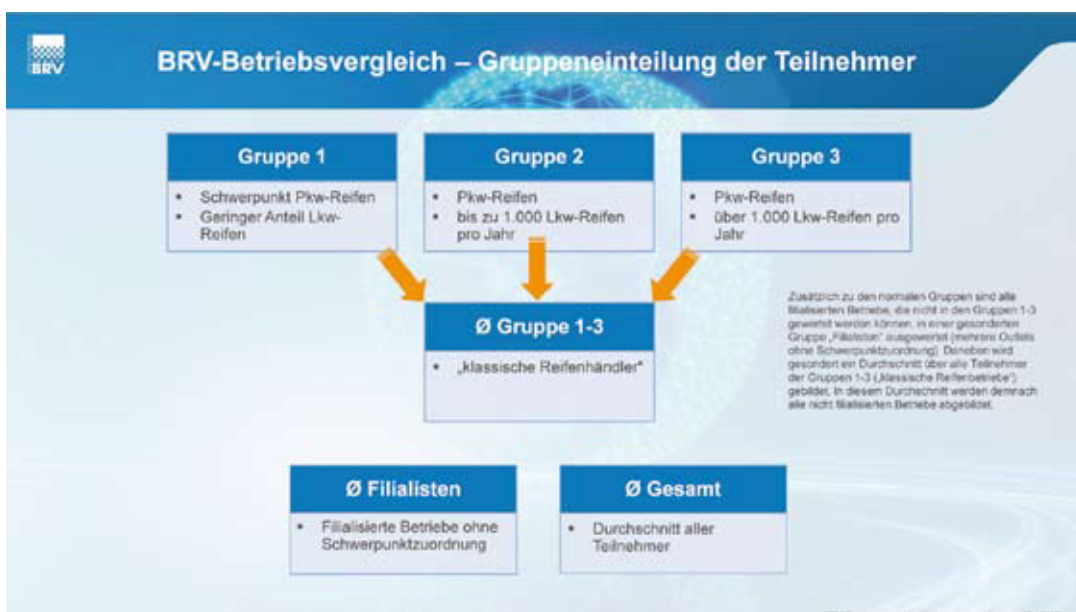 BRV
BRV-Betriebsvergleich – Gruppeneinteilung der Teilnehmer
Gruppe 1
• Schwerpunkt Pkw-Reifen
• Geringer Anteil Lkw-
Reifen
Gruppe 2
• Pkw-Reifen
• bis zu 1.000 Lkw-Reifen
pro Jahr
Gruppe 3
• Pkw-Reifen
• über 1.000 Lkw-Reifen pro
Jahr
Ø Gruppe 1-3
• „klassische Reifenhändler“
Zusätzlich zu den normalen Gruppen sind alle
filialisierten Betriebe, die nicht in den Gruppen 1-3
gewertet werden können, in einer gesonderten
Gruppe „Filialisten“ ausgewertet (mehrere Outlets
ohne Schwerpunktzuordnung). Daneben wird
gesondert ein Durchschnitt über alle Teilnehmer
der Gruppen 1-3 („klassische Reifenbetriebe“)
gebildet. In diesem Durchschnitt werden demnach
alle nicht filialisierten Betriebe abgebildet.
Ø Filialisten
• Filialisierte Betriebe ohne
Schwerpunktzuordnung
Ø Gesamt
• Durchschnitt aller
Teilnehmer